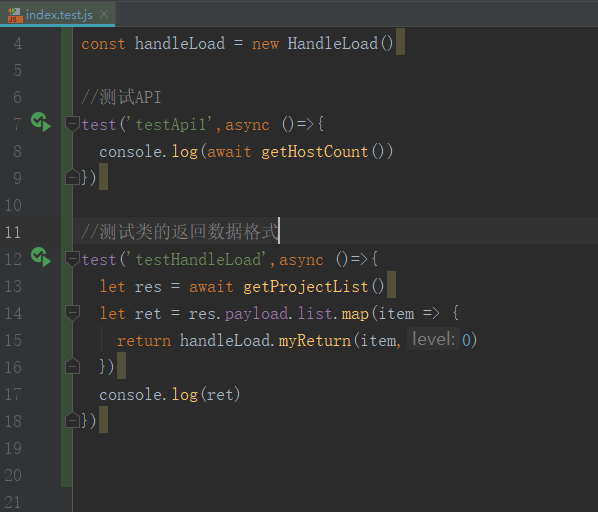 index.test.js
4 const handleLoad = new HandleLoad()
5
6 //测试API
7 test('testApi1',async ()=>{
8 console.log(await getHostCount())
9 })
10
11 //测试类的返回数据格式
12 test('testHandleLoad',async ()=>{
13 let res = await getProjectList()
14 let ret = res.payload.list.map(item => {
15 return handleLoad.myReturn(item, level: 0)
16 })
17 console.log(ret)
18 })
19
20
21